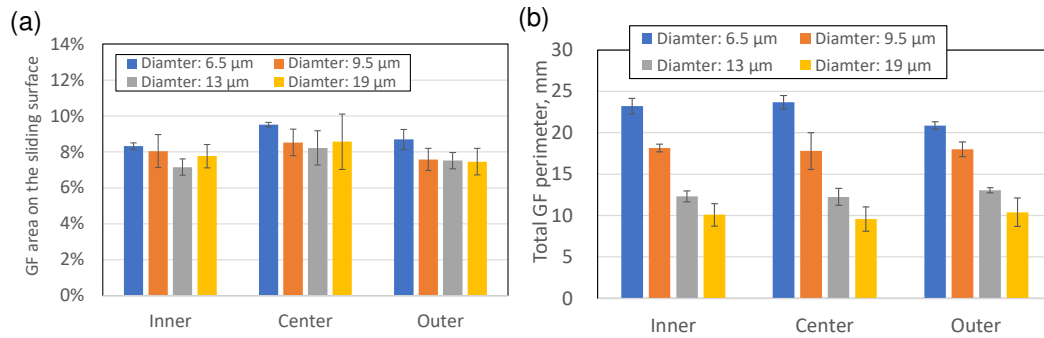 (a)
GF area on the sliding surface
14%
12%
10%
8%
6%
4%
2%
0%
Diamter: 6.5 µm
Diamter: 9.5 µm
Diamter: 13 µm
Diamter: 19 µm
Inner
Center
Outer
(b)
Total GF perimeter, mm
30
25
20
15
10
5
0
Diamter: 6.5 µm
Diamter: 9.5 µm
Diamter: 13 µm
Diamter: 19 µm
Inner
Center
Outer